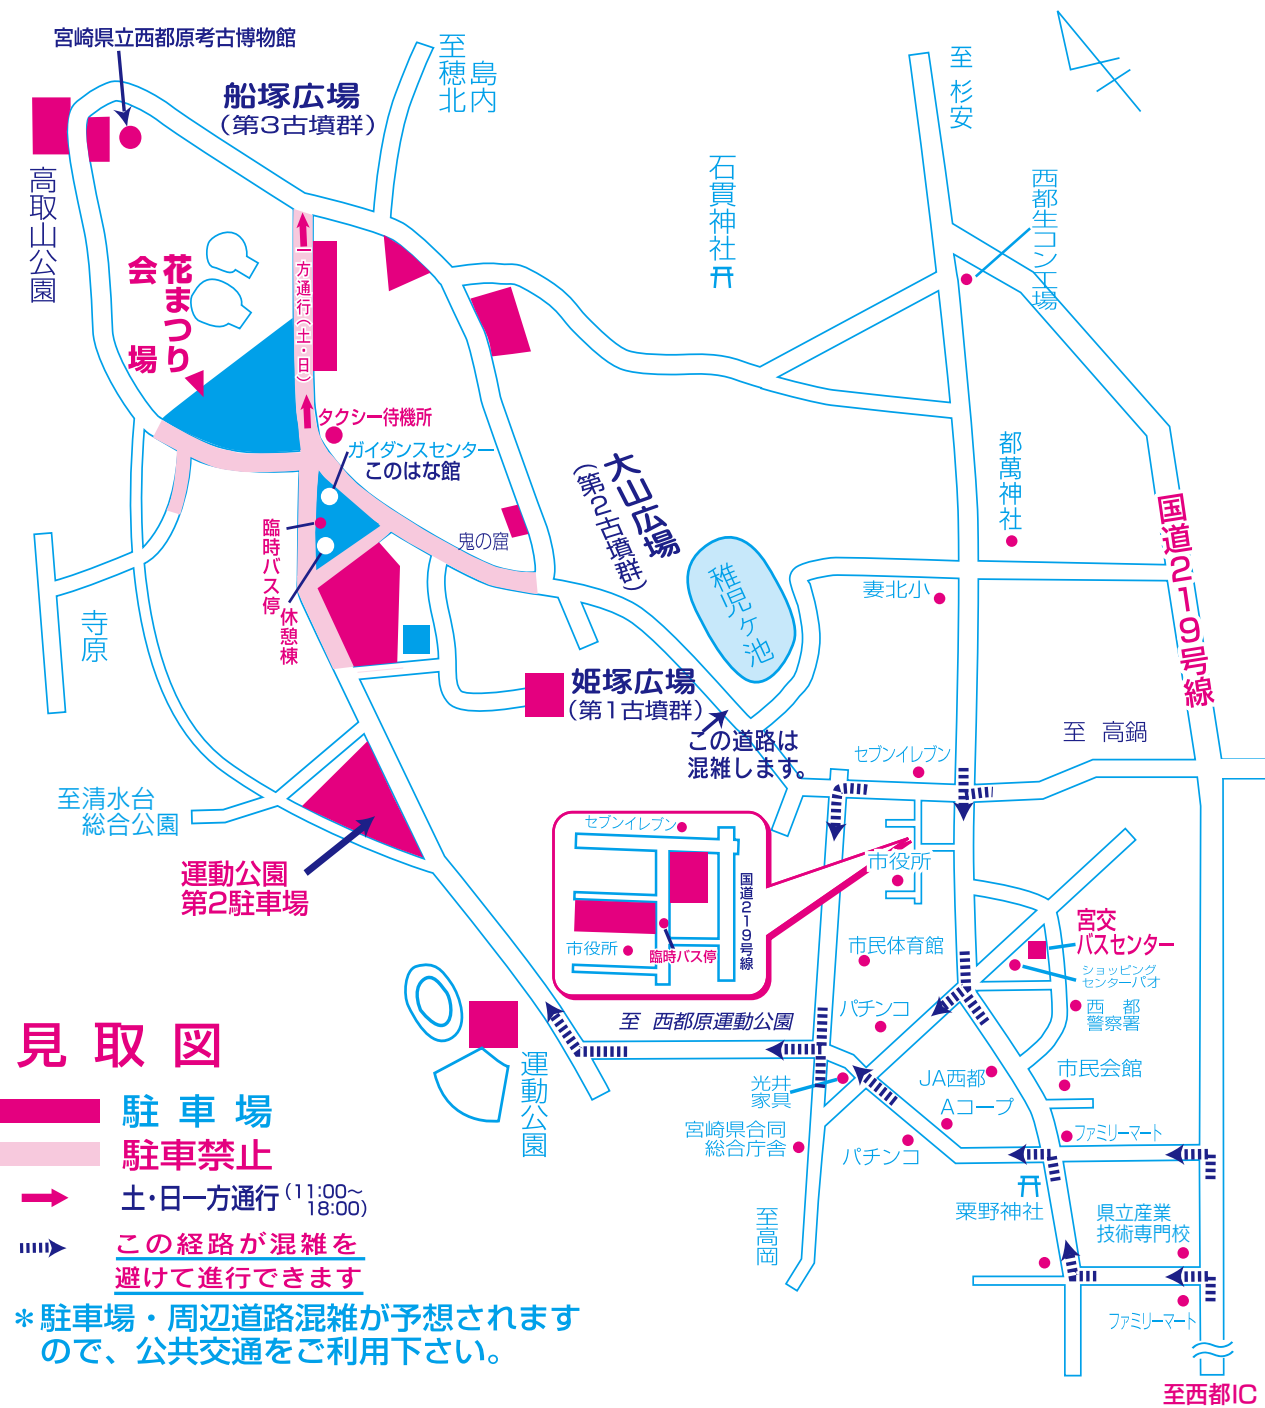 宮崎県立西都原考古博物館
船塚広場
(第3古墳群)
至
穂北
島内
至
杉安
石貫神社
西都生コン工場
高取山公園
花まつり
会場
一方通行(土・日)
タクシー待機所
ガイダンスセンター
このはな館
臨時バス停
休憩棟
鬼の窟
大山広場
(第2古墳群)
稚児ヶ池
都萬神社
国道219号線
妻北小
寺原
姫塚広場
(第1古墳群)
この道路は
混雑します。
至 高鍋
セブンイレブン
至清水台
総合公園
運動公園
第2駐車場
セブンイレブン
国道219号線
市役所
臨時バス停
市役所
市民体育館
宮交
バスセンター
ショッピング
センターパオ
パチンコ
西 都
警察署
至 西都原運動公園
運動公園
光井
家具
JA西都
Aコープ
市民会館
ファミリーマート
宮崎県合同
総合庁舎
パチンコ
粟野神社
県立産業
技術専門校
至高岡
ファミリーマート
至西都IC
見取図
駐車場
駐車禁止
土・日一方通行(11:00~
18:00)
この経路が混雑を
避けて進行できます
*駐車場・周辺道路混雑が予想されます
ので、公共交通をご利用下さい。